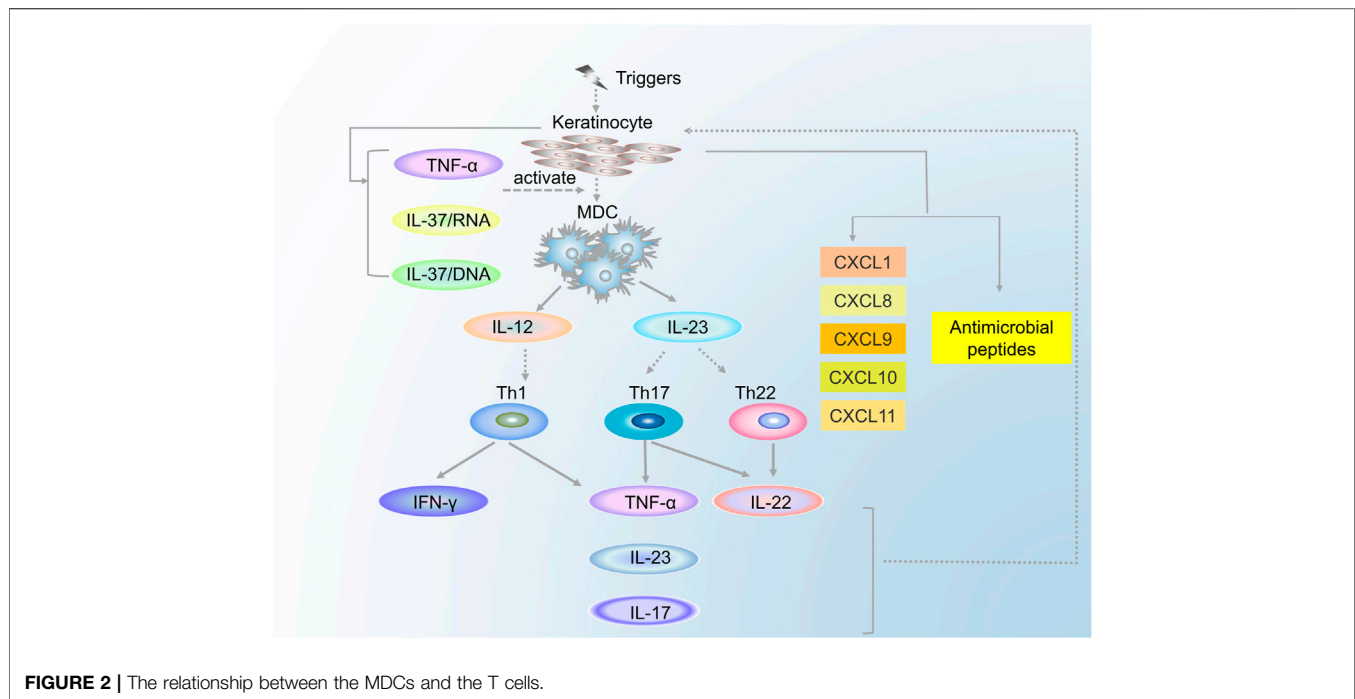 Triggers
Keratinocyte
TNF-α
activate
IL-37/RNA
MDC
IL-37/DNA
CXCL1
CXCL8
CXCL9
CXCL10
CXCL11
Antimicrobial
peptides
IL-12
IL-23
Th1
Th17
Th22
IFN-γ
TNF-α
IL-22
IL-23
IL-17
FIGURE 2 | The relationship between the MDCs and the T cells.